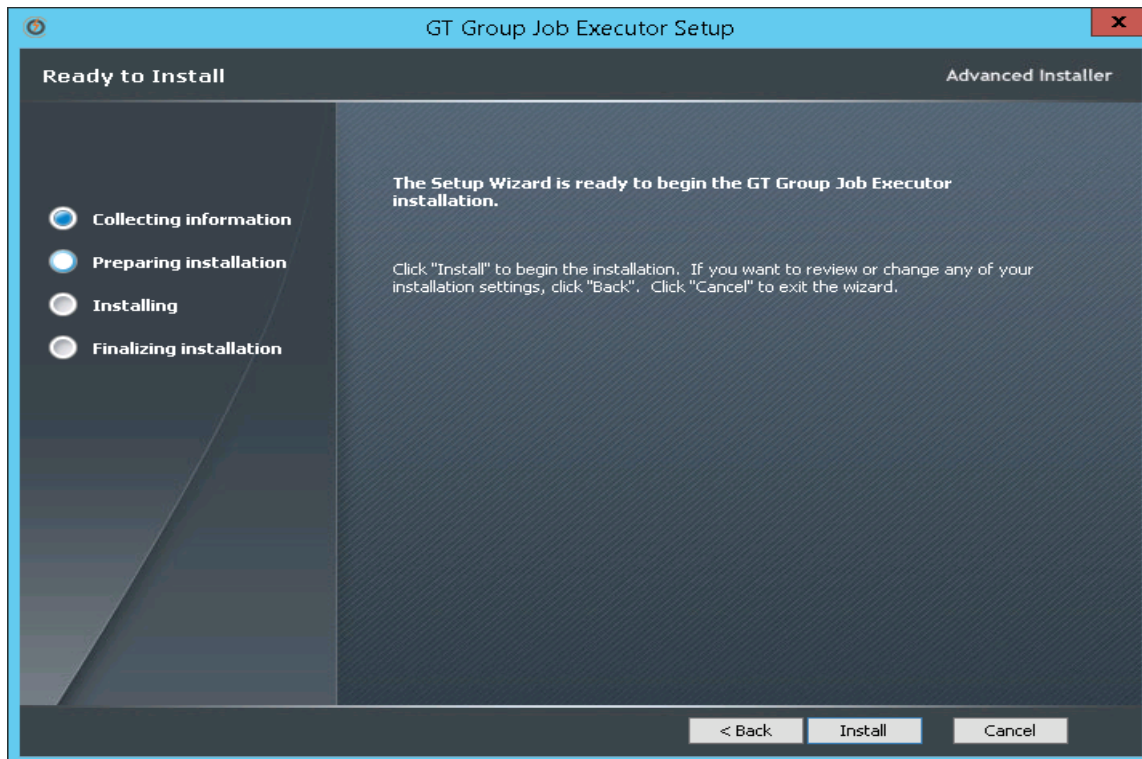 GT Group Job Executor Setup
x
Ready to Install
Advanced Installer
The Setup Wizard is ready to begin the GT Group Job Executor
installation.
Collecting information
Preparing installation
Installing
Finalizing installation
Click "Install" to begin the installation.  If you want to review or change any of your
installation settings, click "Back".  Click "Cancel" to exit the wizard.
< Back
Install
Cancel